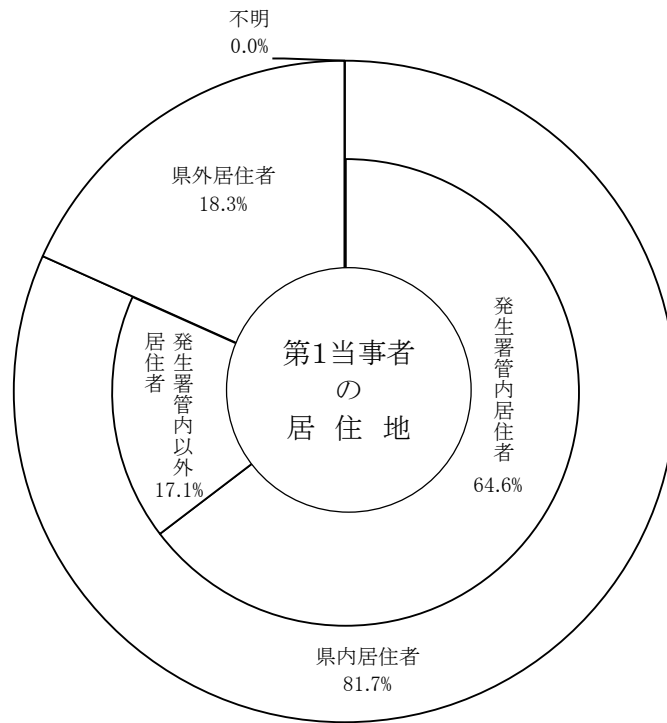 不明
0.0%
県外居住者
18.3%
第1当事者
の
居住地
発生署管内居住者
64.6%
発生署管内以外
居住者
17.1%
県内居住者
81.7%